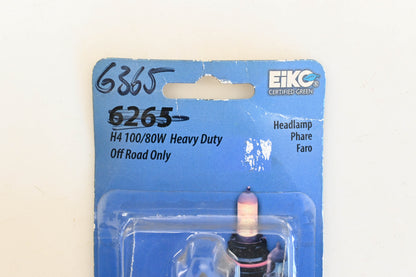 6365
6265
H4 100/80W Heavy Duty
Off Road Only
EiKO®
CERTIFIED GREEN
Headlamp
Phare
Faro